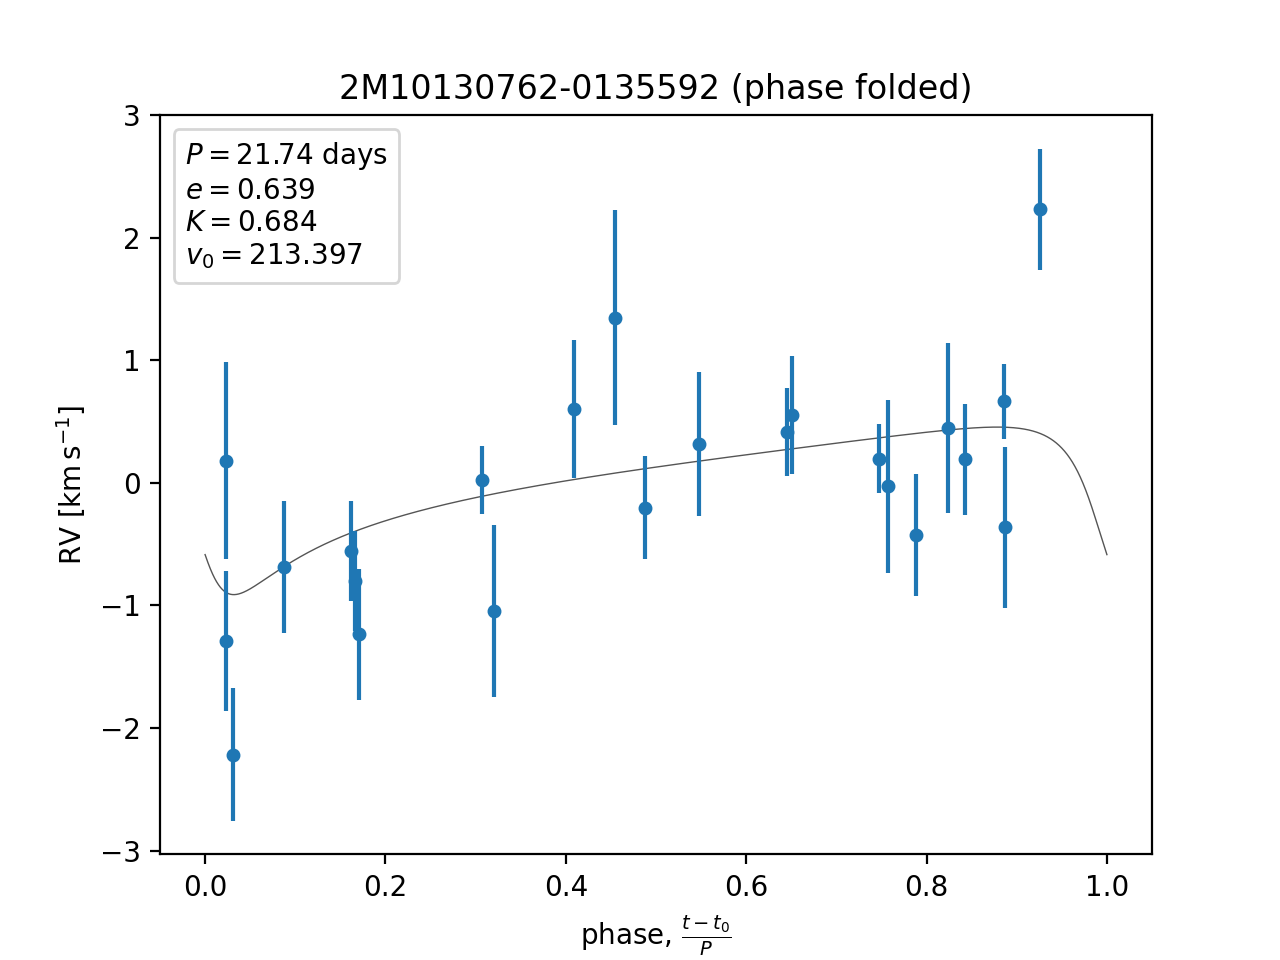 2M10130762-0135592 (phase folded)
P = 21.74 days
e = 0.639
K = 0.684
v₀ = 213.397
3
2
1
0
−1
−2
−3
RV [km s⁻¹]
0.0 0.2 0.4 0.6 0.8 1.0
phase, (t − t₀)/P